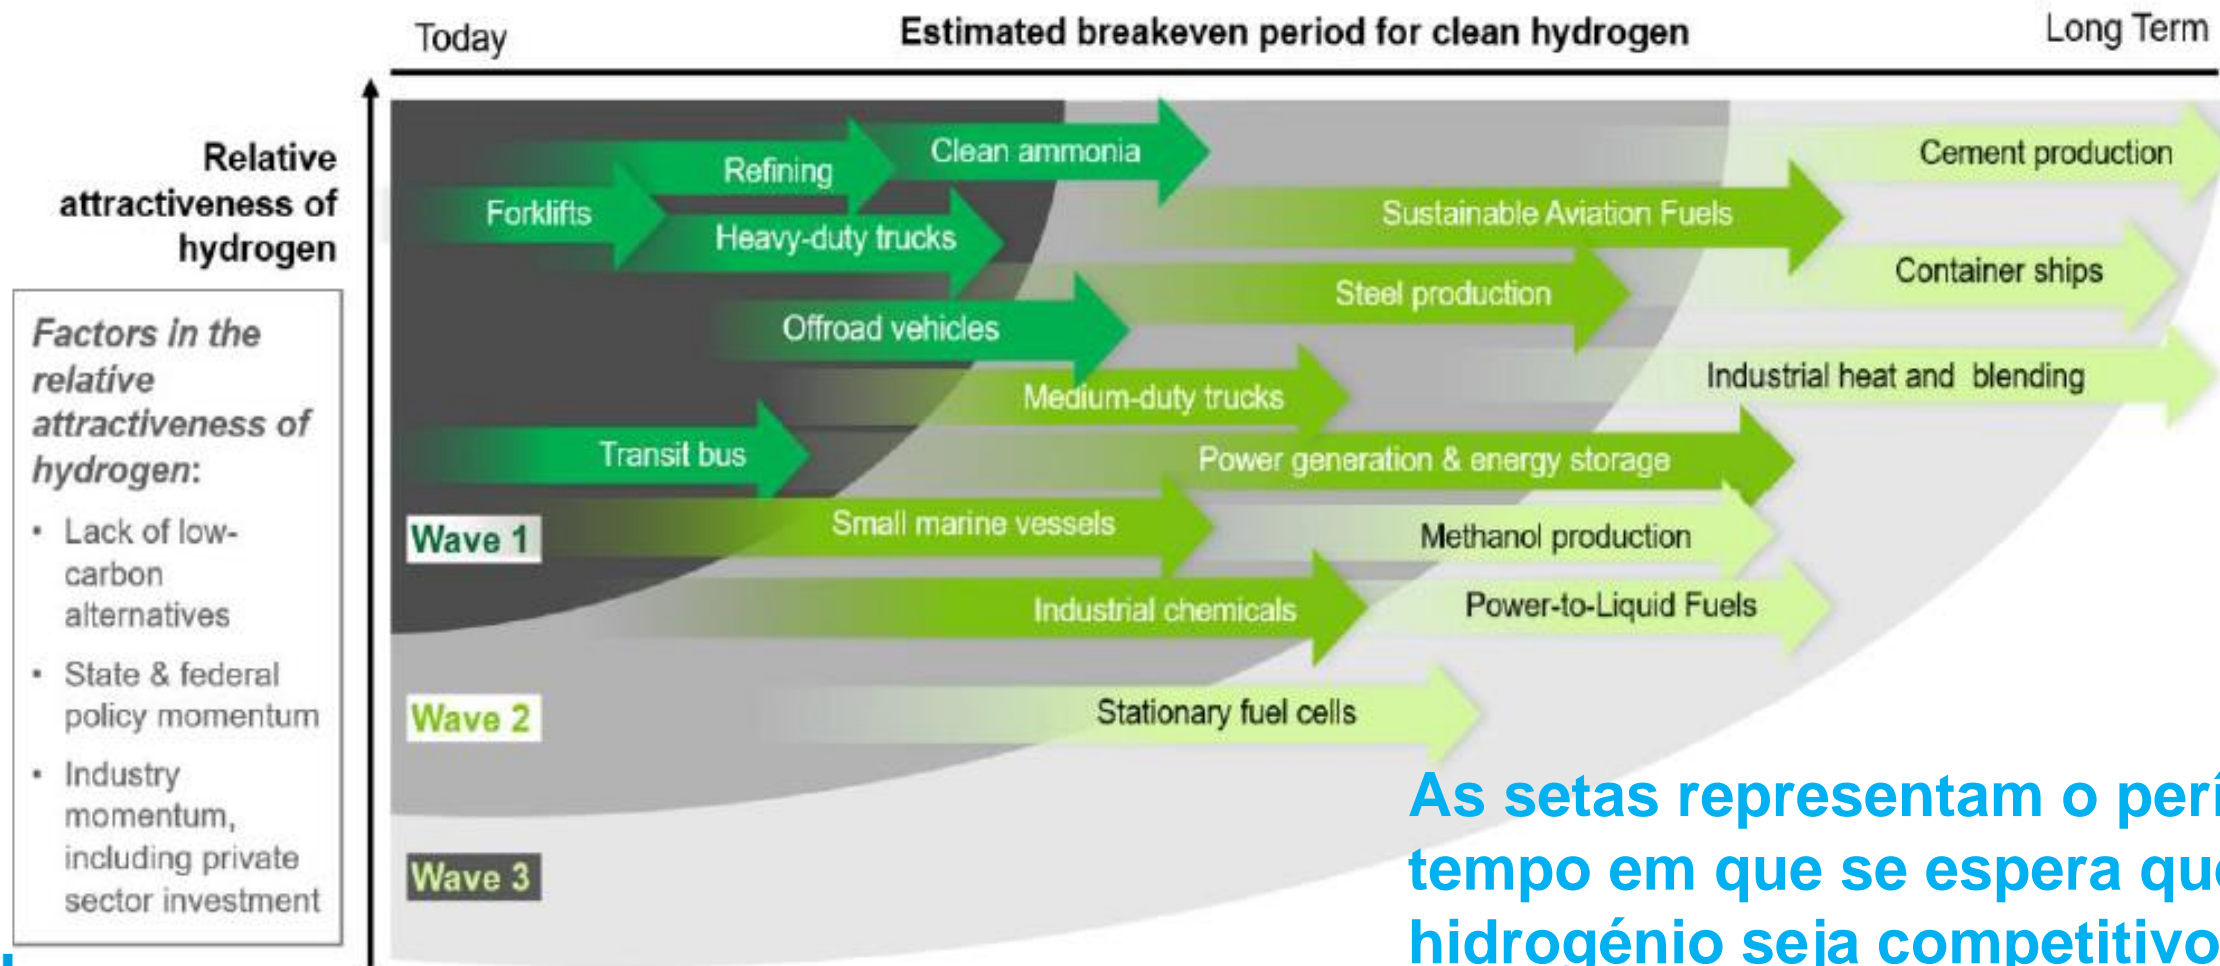 Today
Estimated breakeven period for clean hydrogen
Long Term
Relative
attractiveness of
hydrogen
Factors in the
relative
attractiveness of
hydrogen:
• Lack of low-
carbon
alternatives
• State & federal
policy momentum
• Industry
momentum,
including private
sector investment
Clean ammonia
Cement production
Refining
Forklifts
Sustainable Aviation Fuels
Heavy-duty trucks
Container ships
Steel production
Offroad vehicles
Industrial heat and blending
Medium-duty trucks
Transit bus
Power generation & energy storage
Wave 1
Small marine vessels
Methanol production
Industrial chemicals
Power-to-Liquid Fuels
Wave 2
Stationary fuel cells
Wave 3
As setas representam o
tempo em que se espera que
hidrogénio seja competitivo